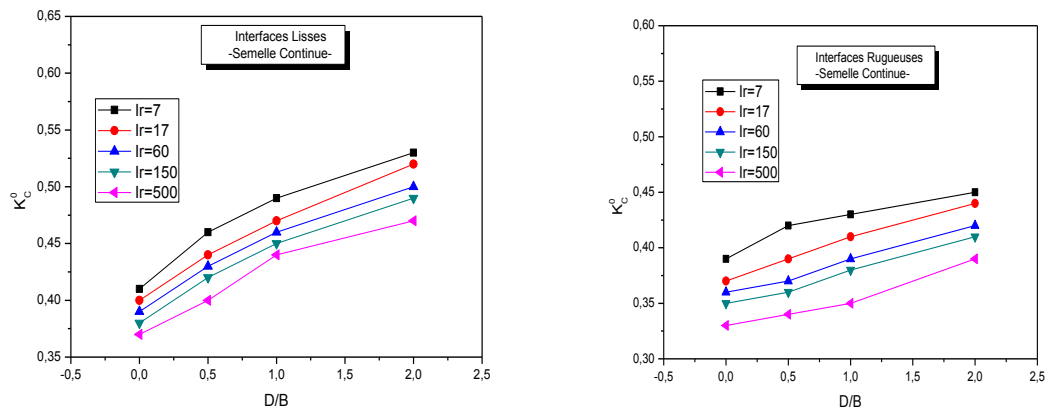 0,65
0,60
0,55
0,50
0,45
0,40
0,35
-0,5 0,0 0,5 1,0 1,5 2,0 2,5
D/B
K_C^0
Interfaces Lisses
-Semelle Continue-
Ir=7
Ir=17
Ir=60
Ir=150
Ir=500
0,60
0,55
0,50
0,45
0,40
0,35
0,30
-0,5 0,0 0,5 1,0 1,5 2,0 2,5
D/B
K_C^0
Interfaces Rugueuses
-Semelle Continue-
Ir=7
Ir=17
Ir=60
Ir=150
Ir=500